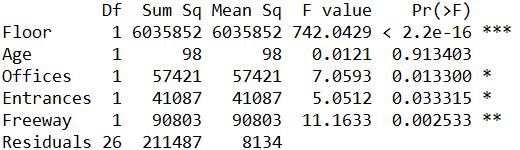 Df Sum Sq Mean Sq F value Pr(>F)
Floor 1 6035852 6035852 742.0429 < 2.2e-16 ***
Age 1 98 98 0.0121 0.913403
Offices 1 57421 57421 7.0593 0.013300 *
Entrances 1 41087 41087 5.0512 0.033315 *
Freeway 1 90803 90803 11.1633 0.002533 **
Residuals 26 211487 8134